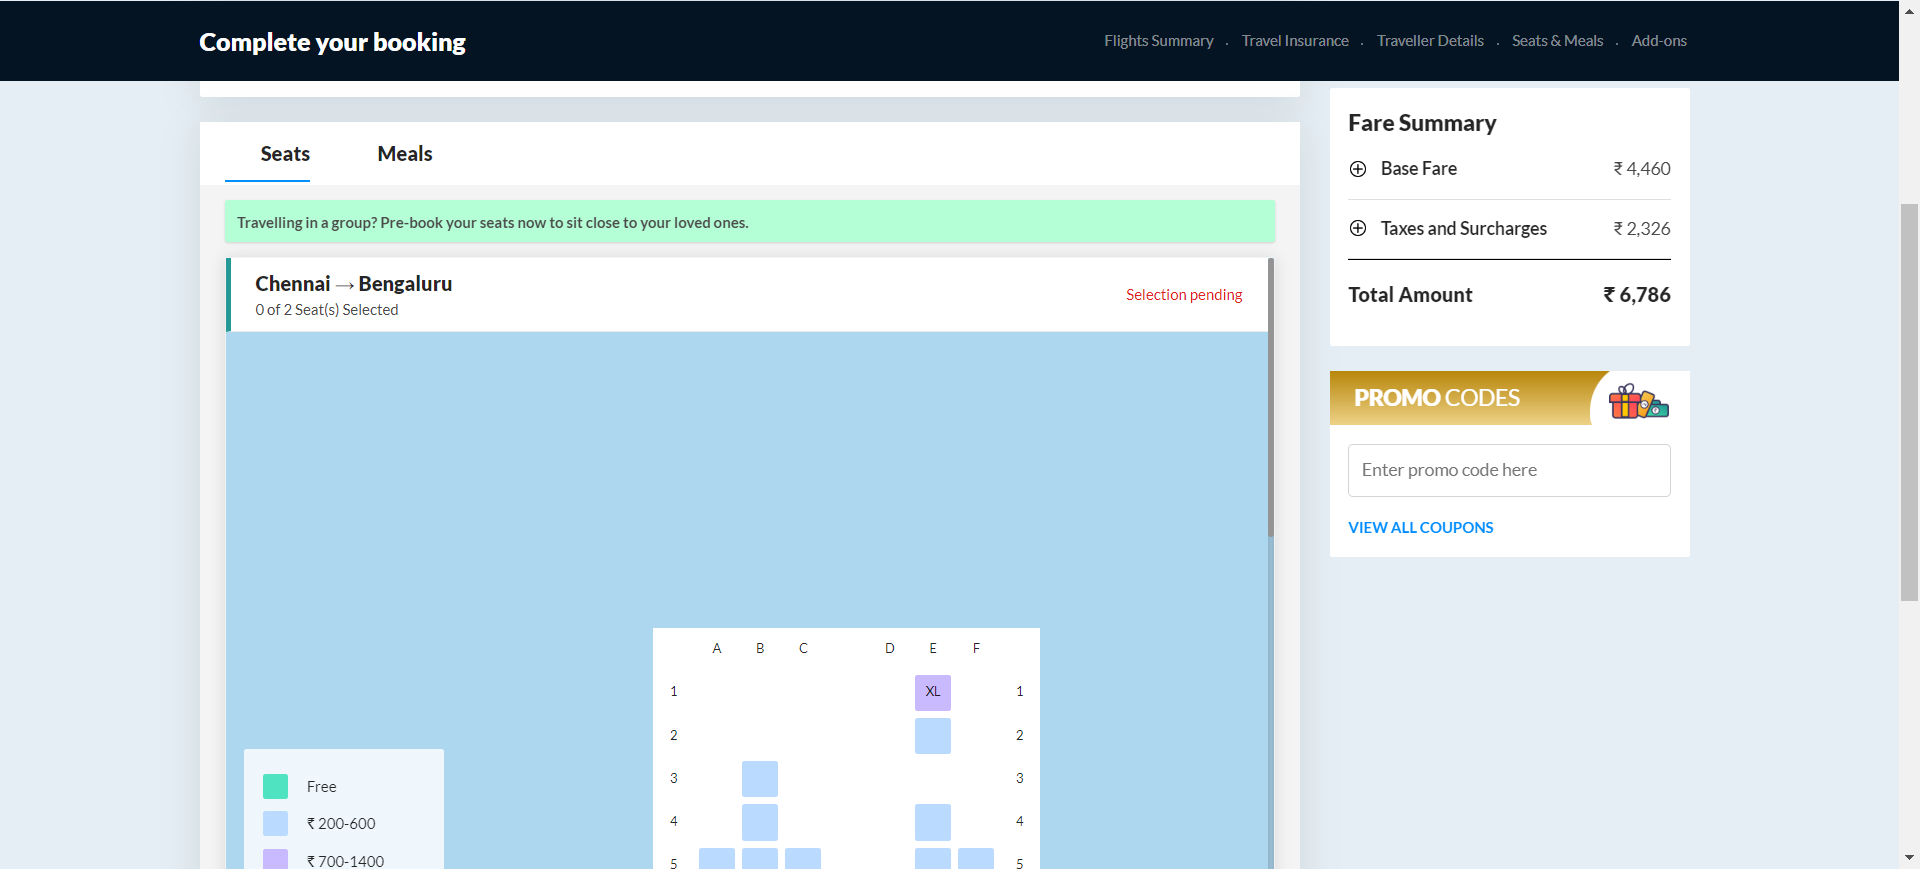 Complete your booking
Flights Summary . Travel Insurance . Traveller Details . Seats & Meals . Add-ons
Seats Meals
Travelling in a group? Pre-book your seats now to sit close to your loved ones.
Chennai → Bengaluru
0 of 2 Seat(s) Selected
Selection pending
A B C D E F
1 XL 1
2 2
3 3
4 4
5 5
Free
₹ 200-600
₹ 700-1400
Fare Summary
Base Fare ₹ 4,460
Taxes and Surcharges ₹ 2,326
Total Amount ₹ 6,786
PROMO CODES
Enter promo code here
VIEW ALL COUPONS